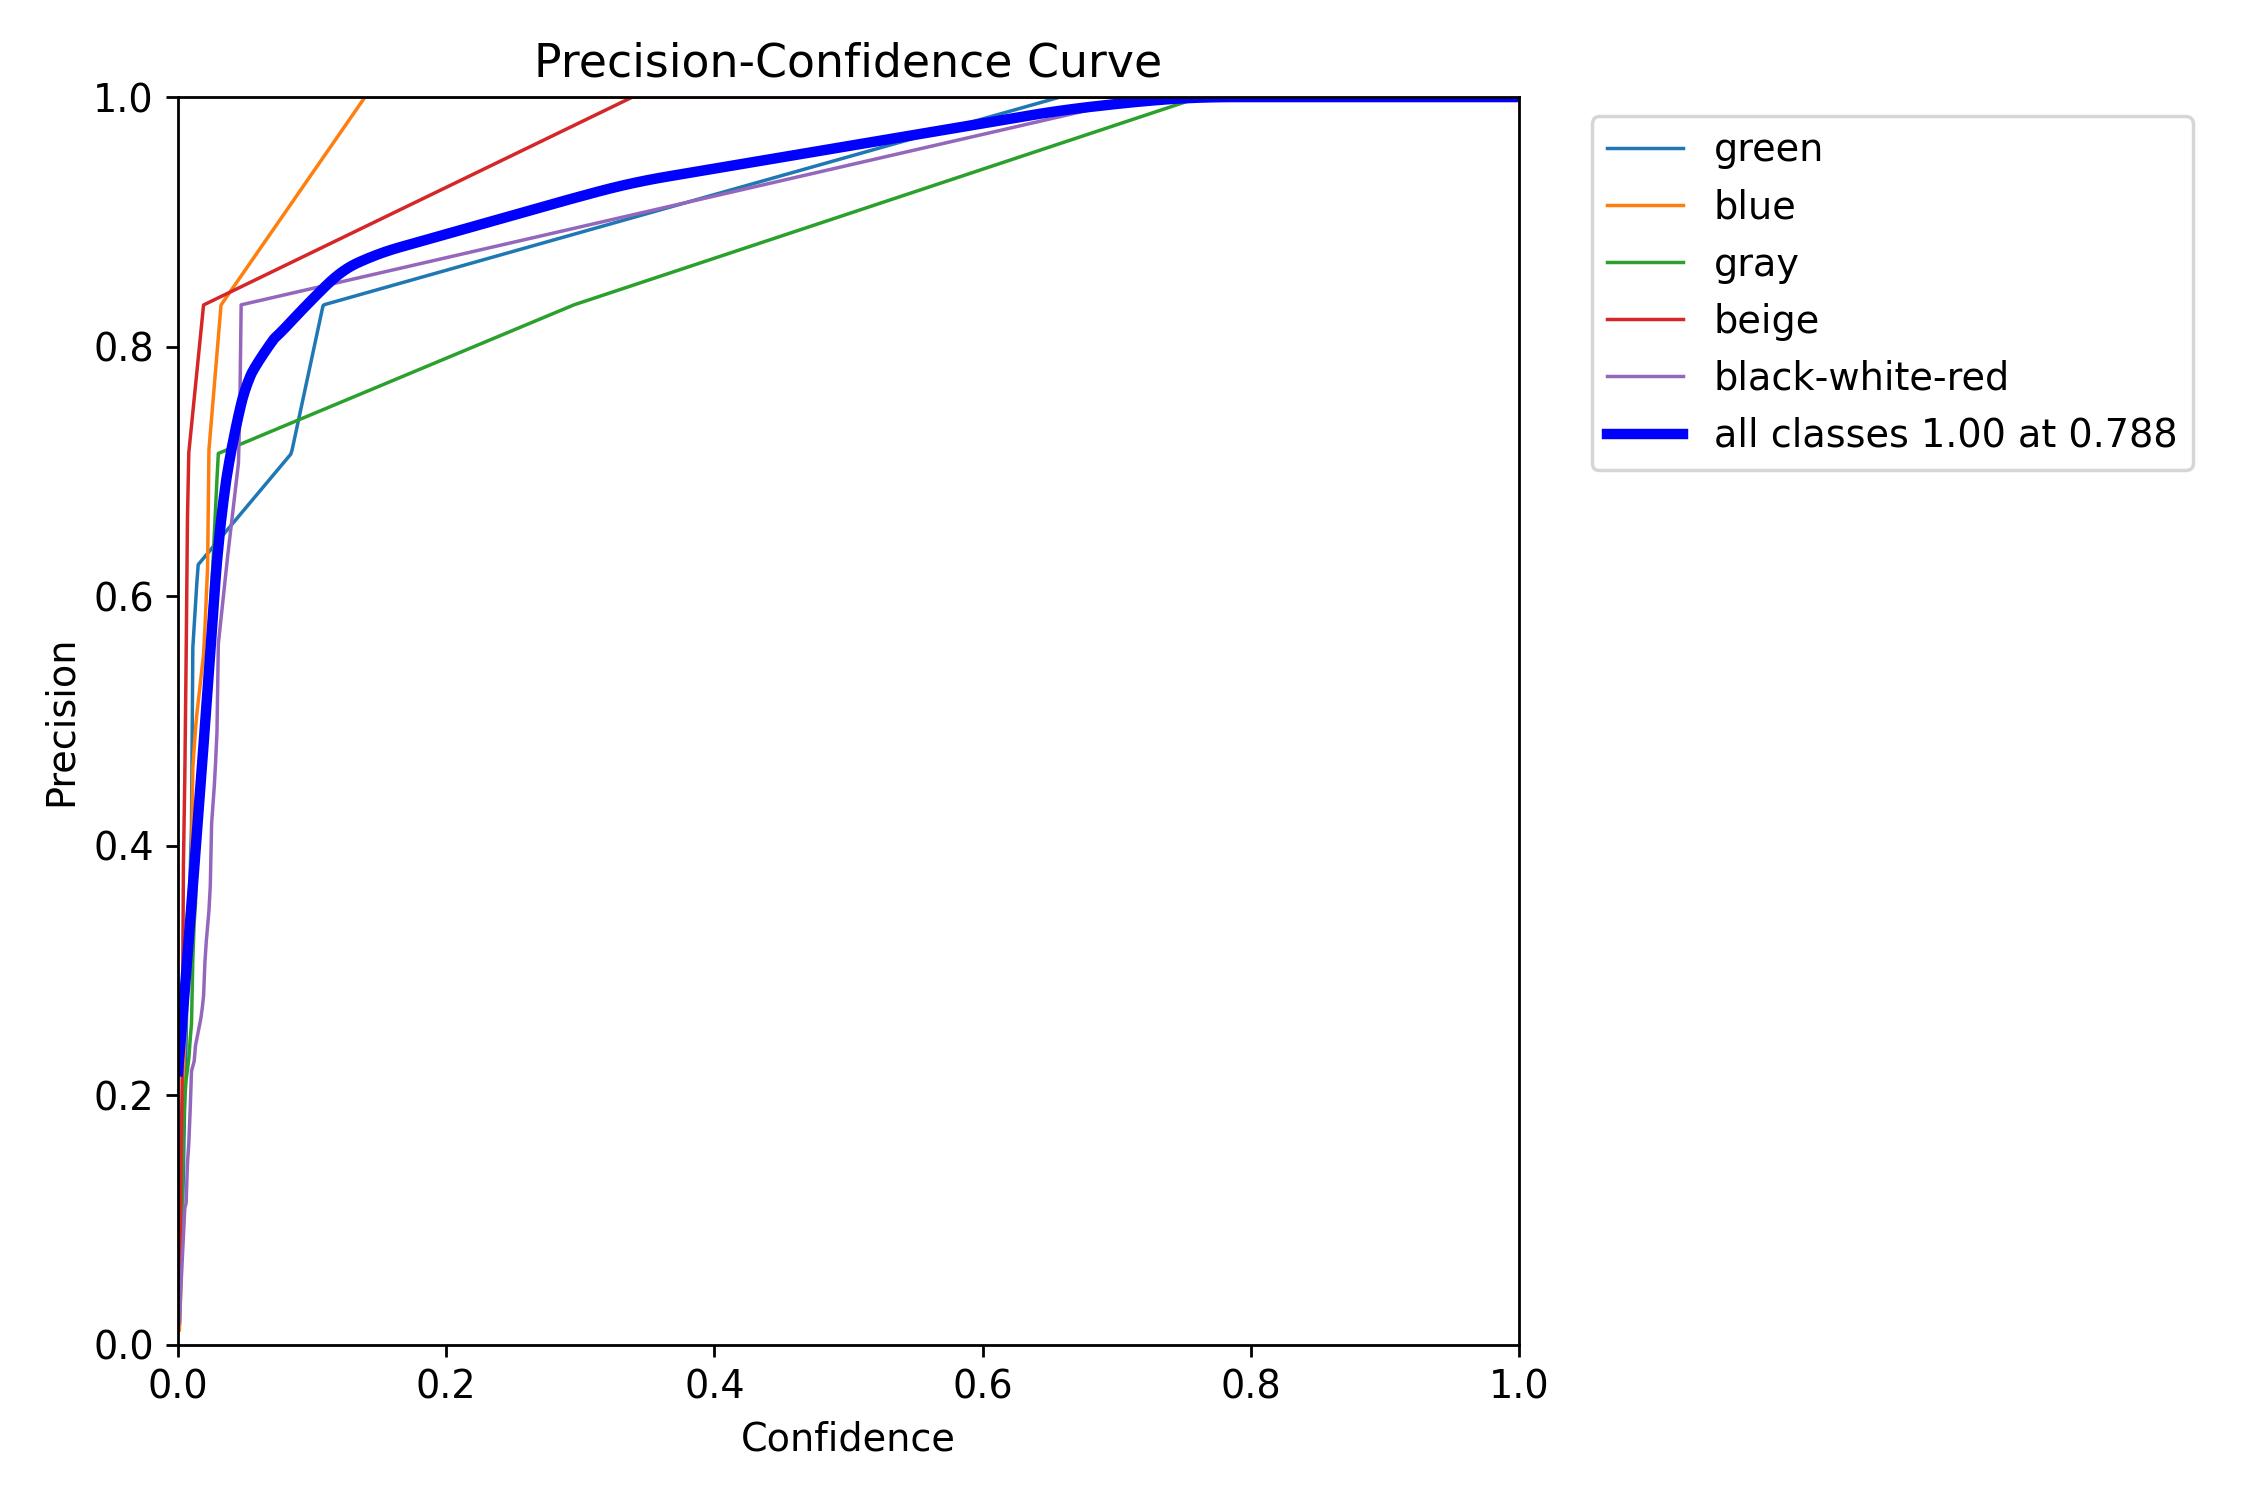 Precision-Confidence Curve
1.0
0.8
0.6
0.4
0.2
0.0
Precision
0.0 0.2 0.4 0.6 0.8 1.0
Confidence
green
blue
gray
beige
black-white-red
all classes 1.00 at 0.788